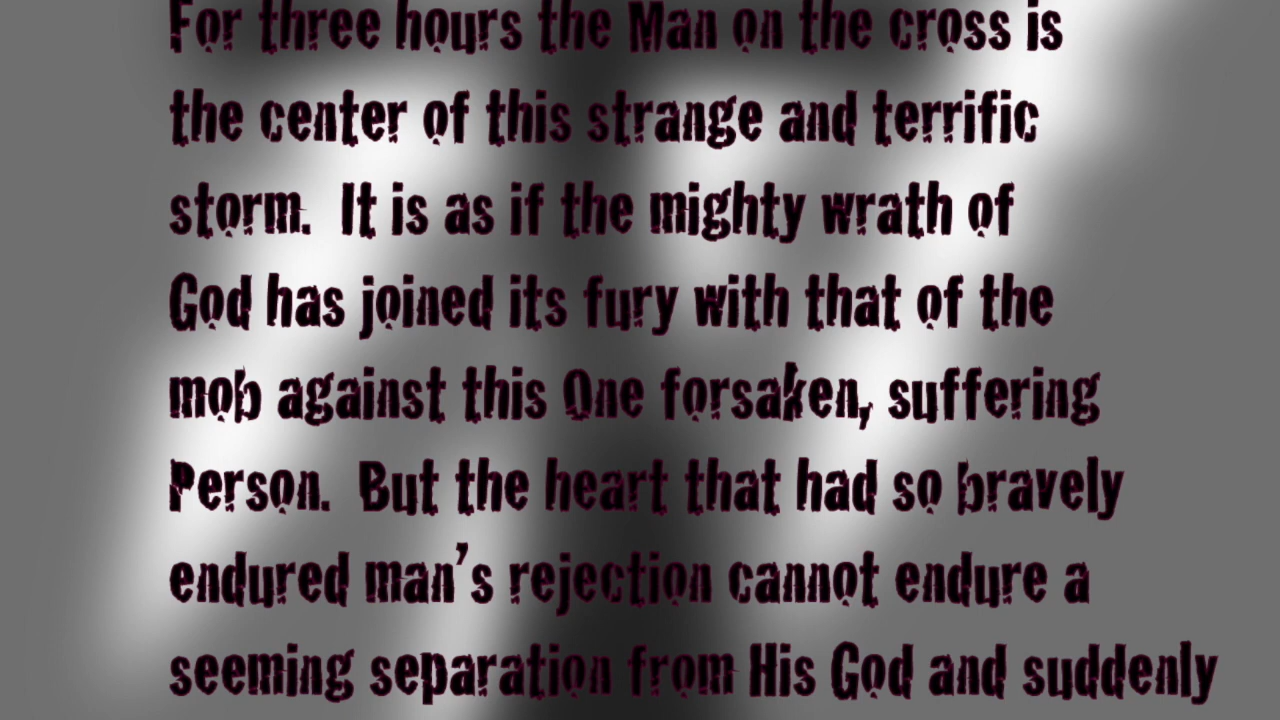 For three hours the Man on the cross is
the center of this strange and terrific
storm.  It is as if the mighty wrath of
God has joined its fury with that of the
mob against this One forsaken, suffering
Person.  But the heart that had so bravely
endured man's rejection cannot endure a
seeming separation from His God and suddenly